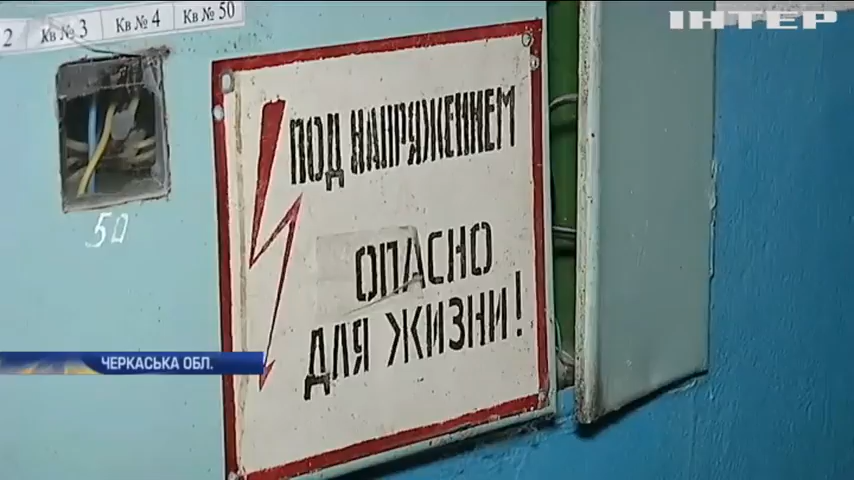 2 Кв № 3 Кв № 4 Кв № 50
ІНТЕР
50
ПОД НАПРЯЖЕНИЕМ
ОПАСНО
ДЛЯ ЖИЗНИ!
ЧЕРКАСЬКА ОБЛ.